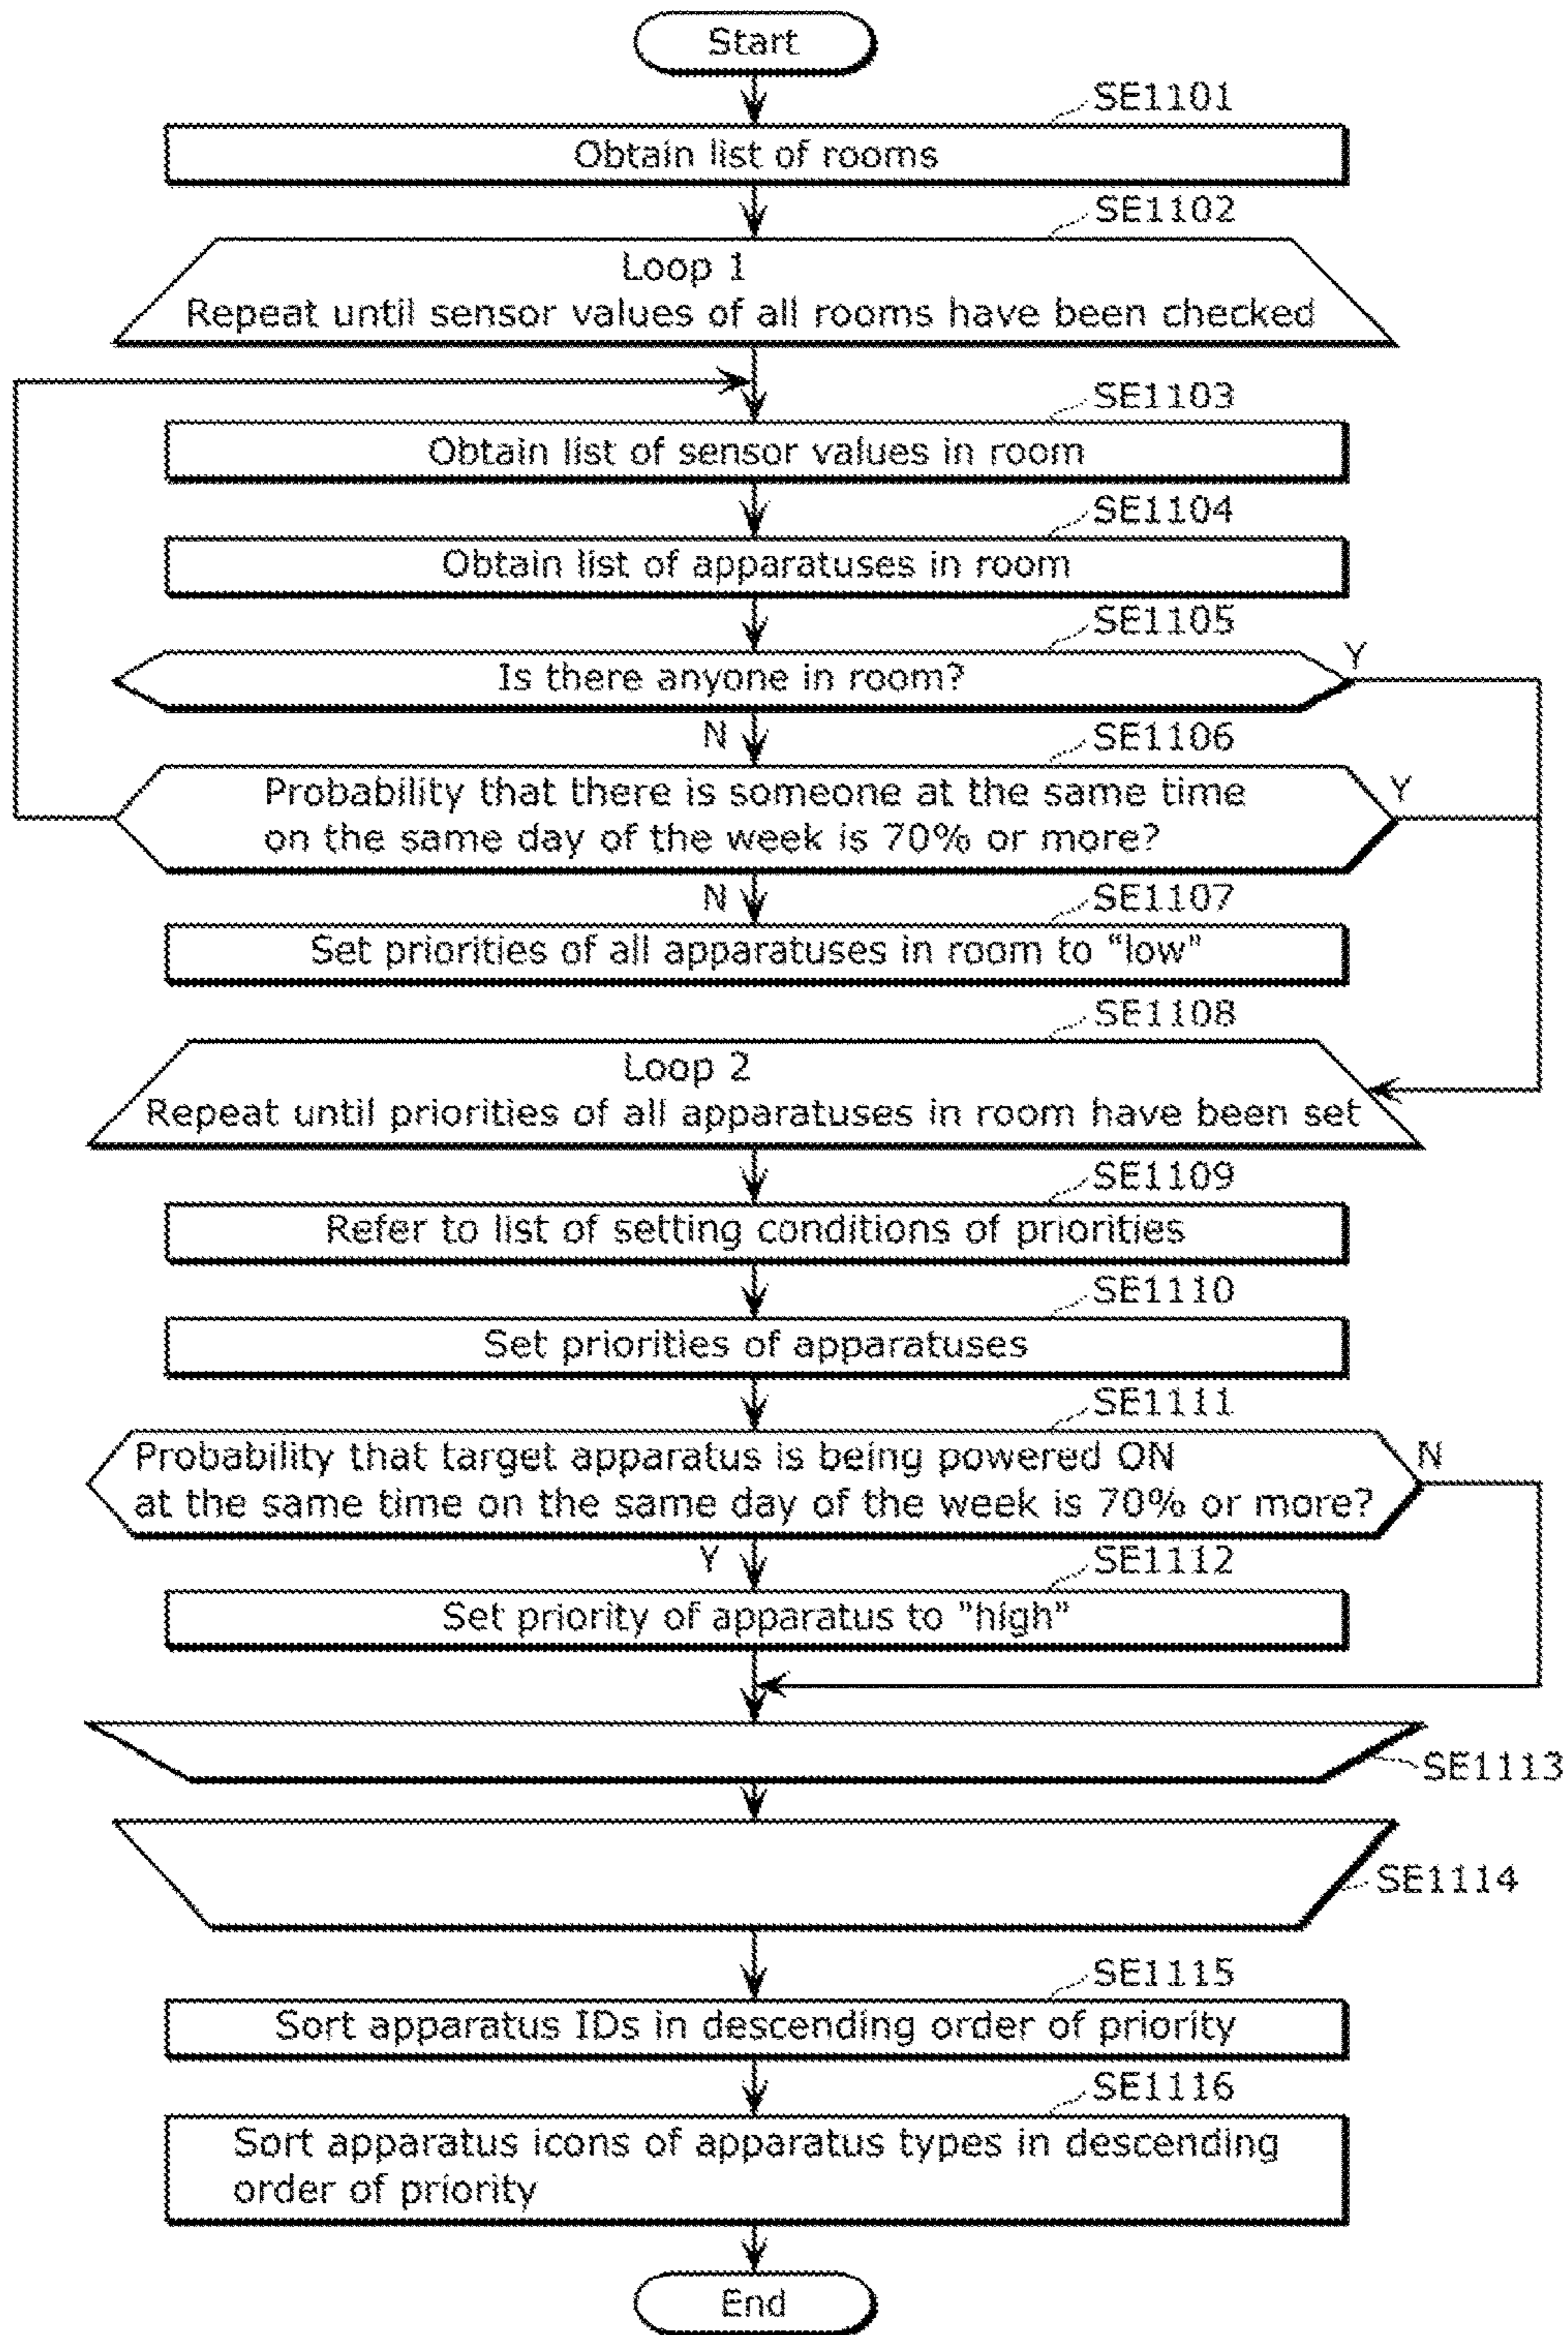 Start
SE1101
Obtain list of rooms
SE1102
Loop 1
Repeat until sensor values of all rooms have been checked
SE1103
Obtain list of sensor values in room
SE1104
Obtain list of apparatuses in room
SE1105
Is there anyone in room?
Y
N
SE1106
Probability that there is someone at the same time
on the same day of the week is 70% or more?
Y
N
SE1107
Set priorities of all apparatuses in room to "low"
SE1108
Loop 2
Repeat until priorities of all apparatuses in room have been set
SE1109
Refer to list of setting conditions of priorities
SE1110
Set priorities of apparatuses
SE1111
Probability that target apparatus is being powered ON
at the same time on the same day of the week is 70% or more?
N
Y
SE1112
Set priority of apparatus to "high"
SE1113
SE1114
SE1115
Sort apparatus IDs in descending order of priority
SE1116
Sort apparatus icons of apparatus types in descending
order of priority
End